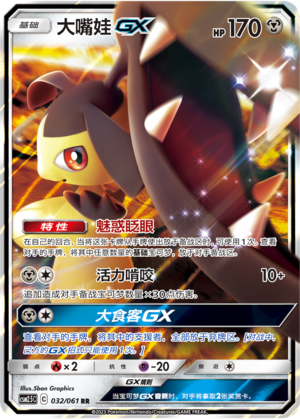 基础 大嘴娃GX HP170
特性 魅惑眨眼
在自己的回合,当将这张卡牌从手牌使出放于备战区时,可使用1次。查看
对手的手牌,将其中任意数量的基础宝可梦,放于对手的备战区。
活力啃咬 10+
追加造成对手备战宝可梦数量×30点伤害。
大食客GX
查看对手的手牌,将其中的支援者,全部放于弃牌区。[对战中,
己方的GX招式只能使用1次。]
弱点 ×2 抵抗力 -20 撤退
Illus.5ban Graphics
GX规则
当宝可梦GX昏厥时,对手将拿取2张奖赏卡。
CSM2.5C C 032/061 RR
©2023 Pokémon/Nintendo/Creatures/GAME FREAK.